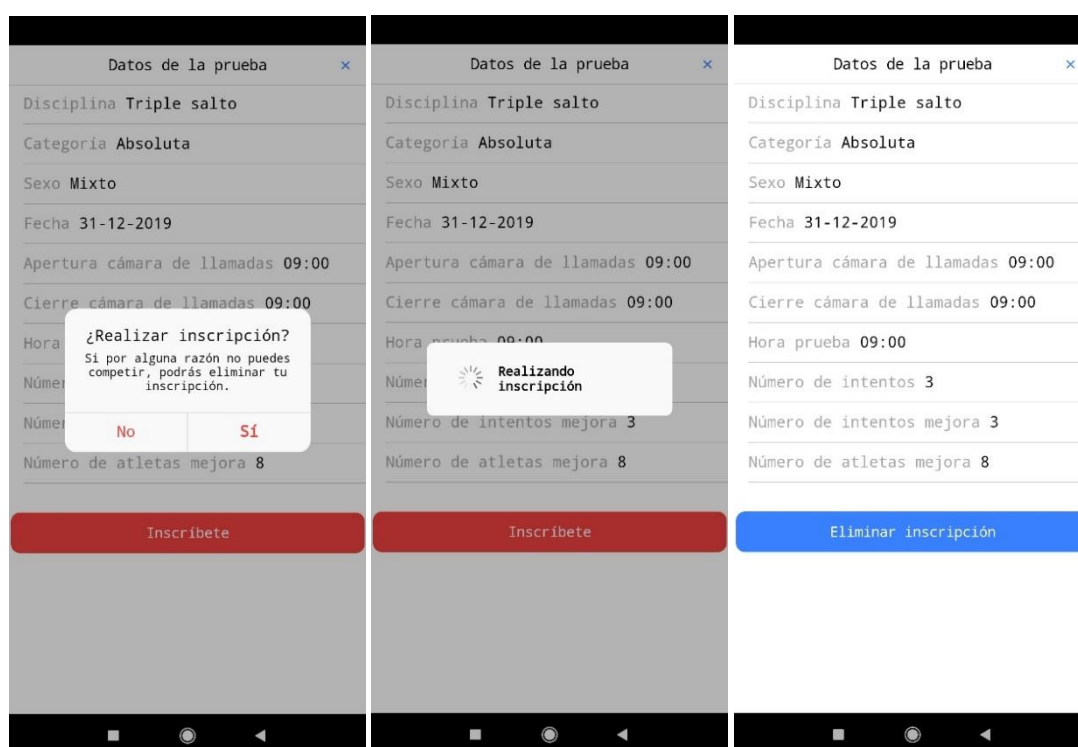 Datos de la prueba ×
Disciplina Triple salto
Categoría Absoluta
Sexo Mixto
Fecha 31-12-2019
Apertura cámara de llamadas 09:00
Cierre cámara de llamadas 09:00
Hora
Númer
Númer
Número de atletas mejora 8
¿Realizar inscripción?
Si por alguna razón no puedes
competir, podrás eliminar tu
inscripción.
No Sí
Inscríbete
Datos de la prueba ×
Disciplina Triple salto
Categoría Absoluta
Sexo Mixto
Fecha 31-12-2019
Apertura cámara de llamadas 09:00
Cierre cámara de llamadas 09:00
Hora prueba 09:00
Númer
Número de intentos mejora 3
Número de atletas mejora 8
Realizando
inscripción
Inscríbete
Datos de la prueba ×
Disciplina Triple salto
Categoría Absoluta
Sexo Mixto
Fecha 31-12-2019
Apertura cámara de llamadas 09:00
Cierre cámara de llamadas 09:00
Hora prueba 09:00
Número de intentos 3
Número de intentos mejora 3
Número de atletas mejora 8
Eliminar inscripción